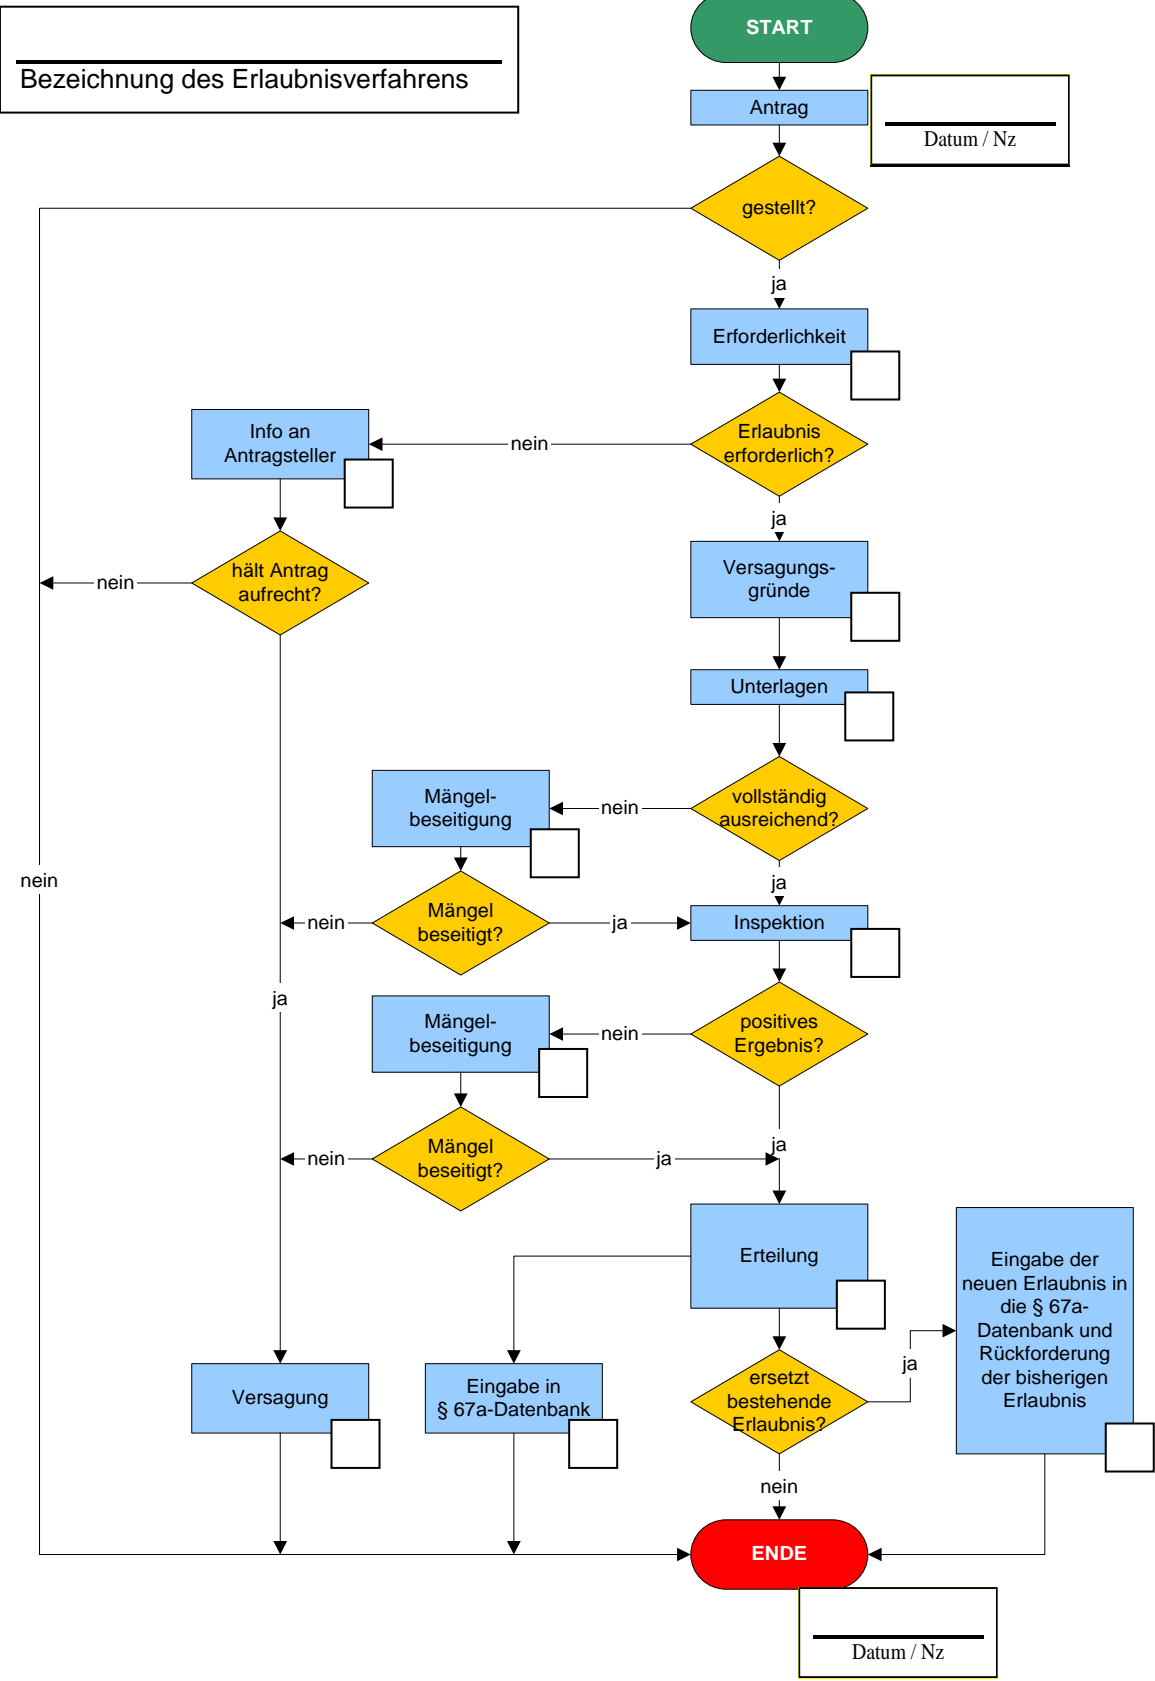 START
Bezeichnung des Erlaubnisverfahrens
Antrag
Datum / Nz
gestellt?
ja
Erforderlichkeit
Erlaubnis
erforderlich?
nein
Info an
Antragsteller
ja
hält Antrag
aufrecht?
nein
Versagungs-
gründe
Unterlagen
vollständig
ausreichend?
nein
Mängel-
beseitigung
nein
ja
Mängel
beseitigt?
nein
ja
Inspektion
ja
positives
Ergebnis?
nein
Mängel-
beseitigung
ja
Mängel
beseitigt?
nein
ja
Erteilung
Eingabe der
neuen Erlaubnis in
die § 67a-
Datenbank und
Rückforderung
der bisherigen
Erlaubnis
ja
ersetzt
bestehende
Erlaubnis?
Versagung
Eingabe in
§ 67a-Datenbank
nein
ENDE
Datum / Nz